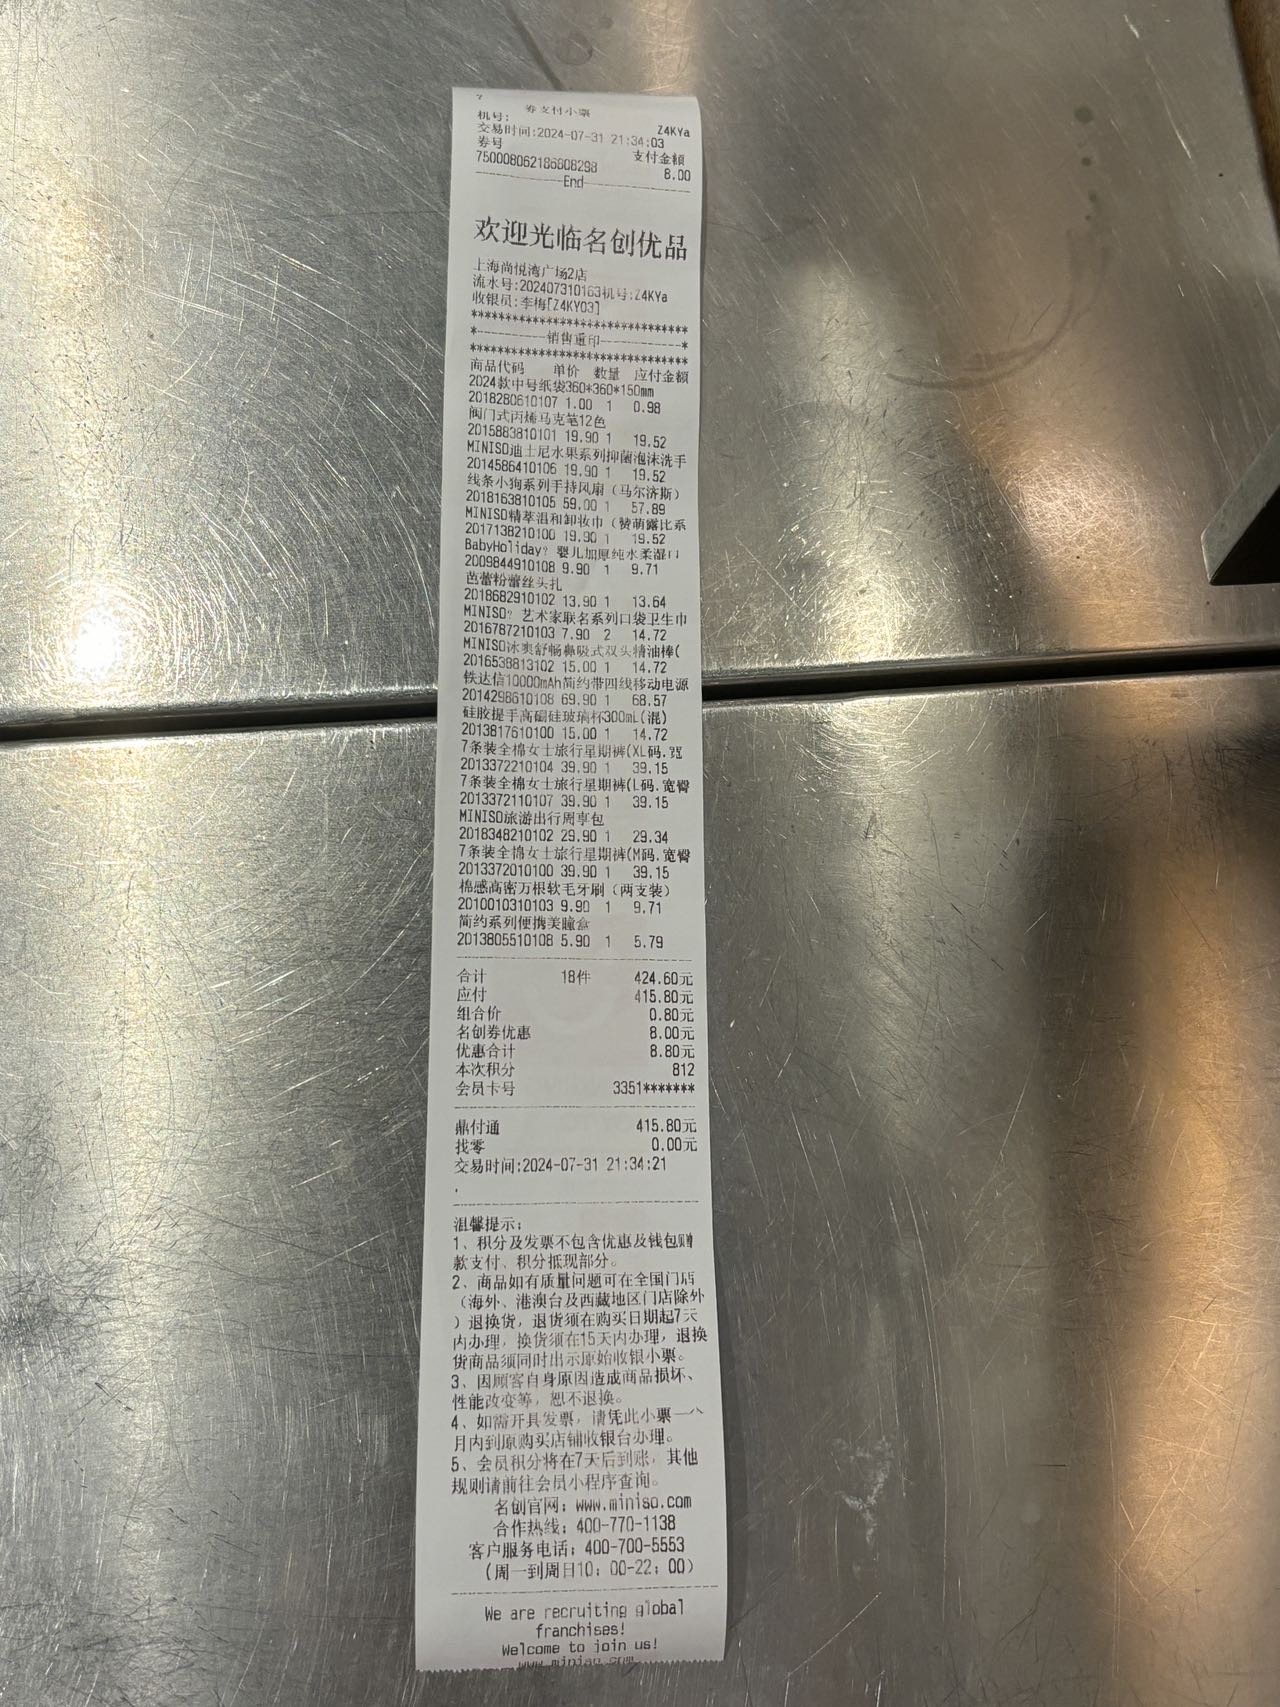 券支付小票
机号: Z4KYa
交易时间:2024-07-31 21:34:03
券号 支付金额
750008062186808298 8.00
End
欢迎光临名创优品
上海尚悦湾广场2店
流水号:202407310163机号:Z4KYa
收银员:李梅[Z4KY03]
*******************************
*----------销售重印------------*
*******************************
商品代码 单价 数量 应付金额
2024款中号纸袋360*360*150mm
2018280610107 1.00 1 0.98
阀门式丙烯马克笔12色
2015883810101 19.90 1 19.52
MINISO迪士尼水果系列抑菌泡沫洗手
2014586410106 19.90 1 19.52
线条小狗系列手持风扇（马尔济斯）
2018163810105 59.00 1 57.89
MINISO精萃温和卸妆巾（赞萌露比系
2017138210100 19.90 1 19.52
BabyHoliday? 婴儿加厚纯水柔湿
2009844910108 9.90 1 9.71
芭蕾粉蕾丝头扎
2018682910102 13.90 1 13.64
MINISO? 艺术家联名系列口袋卫生巾
2016787210103 7.90 2 14.72
MINISO冰爽舒畅鼻吸式双头精油棒(
2016538813102 15.00 1 14.72
铁达信10000mAh简约带四线移动电源
2014298610108 69.90 1 68.57
硅胶提手高硼硅玻璃杯300mL(混)
2013817610100 15.00 1 14.72
7条装全棉女士旅行星期裤(XL码.宽
2013372210104 39.90 1 39.15
7条装全棉女士旅行星期裤(L码.宽臀
2013372110107 39.90 1 39.15
MINISO旅游出行周享包
2018348210102 29.90 1 29.34
7条装全棉女士旅行星期裤(M码.宽臀
2013372010100 39.90 1 39.15
棉感高密万根软毛牙刷（两支装）
2010010310103 9.90 1 9.71
简约系列便携美瞳盒
2013805510108 5.90 1 5.79
合计 18件 424.60元
应付 415.80元
组合价 0.80元
名创券优惠 8.00元
优惠合计 8.80元
本次积分 812
会员卡号 3351*******
鼎付通 415.80元
找零 0.00元
交易时间:2024-07-31 21:34:21
温馨提示:
1、积分及发票不包含优惠及钱包赠
款支付、积分抵现部分。
2、商品如有质量问题可在全国门店
（海外、港澳台及西藏地区门店除外
）退换货，退货须在购买日期起7天
内办理，换货须在15天内办理，退换
货商品须同时出示原始收银小票。
3、因顾客自身原因造成商品损坏、
性能改变等，恕不退换。
4、如需开具发票，请凭此小票一个
月内到原购买店铺收银台办理。
5、会员积分将在7天后到账，其他
规则请前往会员小程序查询。
名创官网：www.miniso.com
合作热线：400-770-1138
客户服务电话：400-700-5553
(周一到周日10：00-22：00)
We are recruiting global
franchises!
Welcome to join us!
www.miniso.com